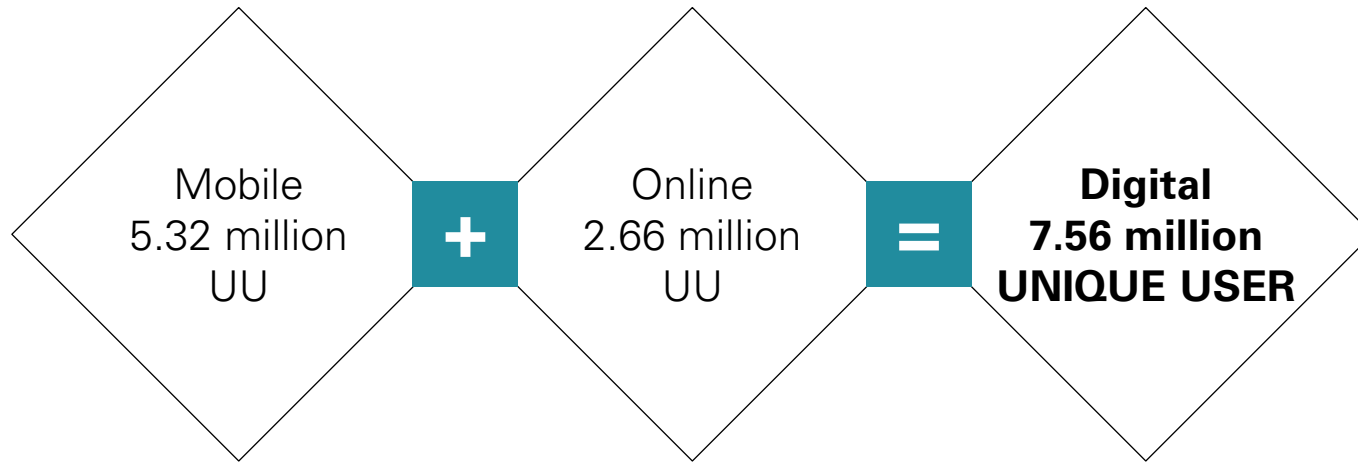 Mobile
5.32 million
UU
+
Online
2.66 million
UU
=
Digital
7.56 million
UNIQUE USER